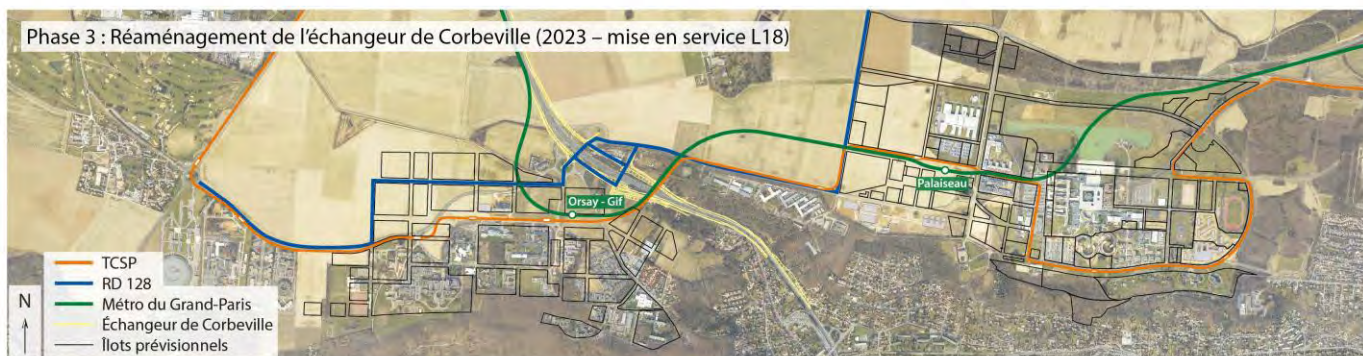 Phase 3 : Réaménagement de l'échangeur de Corbeville (2023 – mise en service L18)
Palaiseau
Orsay - Gif
TCSP
RD 128
Métro du Grand-Paris
Échangeur de Corbeville
Îlots prévisionnels
N